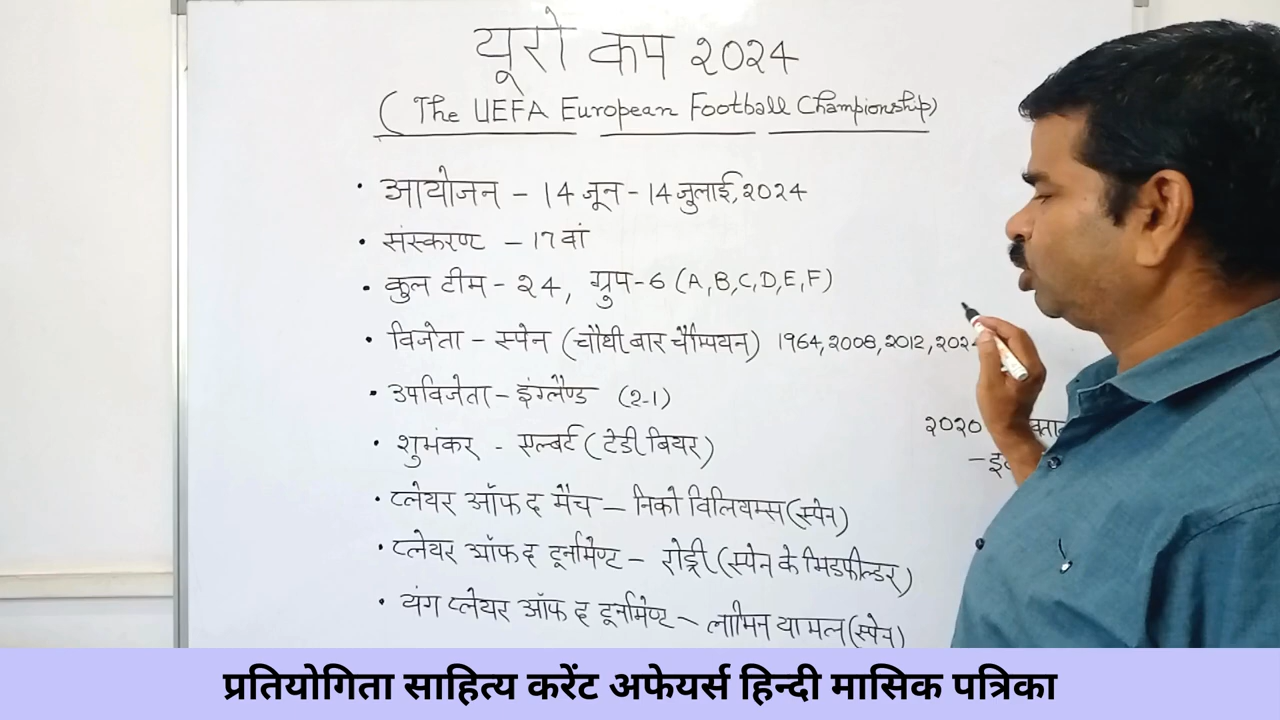 यूरो कप २०२४
(The UEFA European Football Championship)
• आयोजन - 14 जून - 14 जुलाई, 2024
• संस्करण - 17 वां
• कुल टीम - 24, ग्रुप - 6 (A, B, C, D, E, F)
• विजेता - स्पेन (चौथी बार चैम्पियन) 1964, 2008, 2012, 2024
• उपविजेता - इंग्लैण्ड (2-1)
2020
• शुभंकर - एल्बर्ट (टेडी बियर)
• प्लेयर ऑफ द मैच - निको विलियम्स (स्पेन)
• प्लेयर ऑफ द टूर्नामेण्ट - रोड्री (स्पेन के मिडफील्डर)
• यंग प्लेयर ऑफ द टूर्नामेण्ट - लामिन यामल (स्पेन)
प्रतियोगिता साहित्य करेंट अफेयर्स हिन्दी मासिक पत्रिका